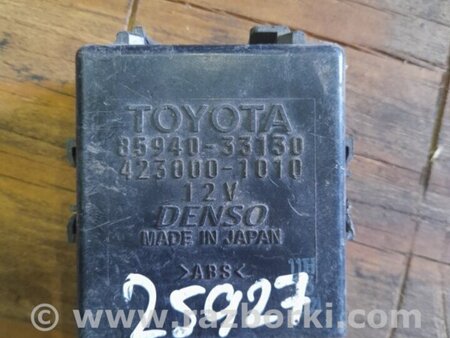 TOYOTA
85940-33130
423000-1010
12V
DENSO
MADE IN JAPAN
>ABS<
25927
© www.razborki.com